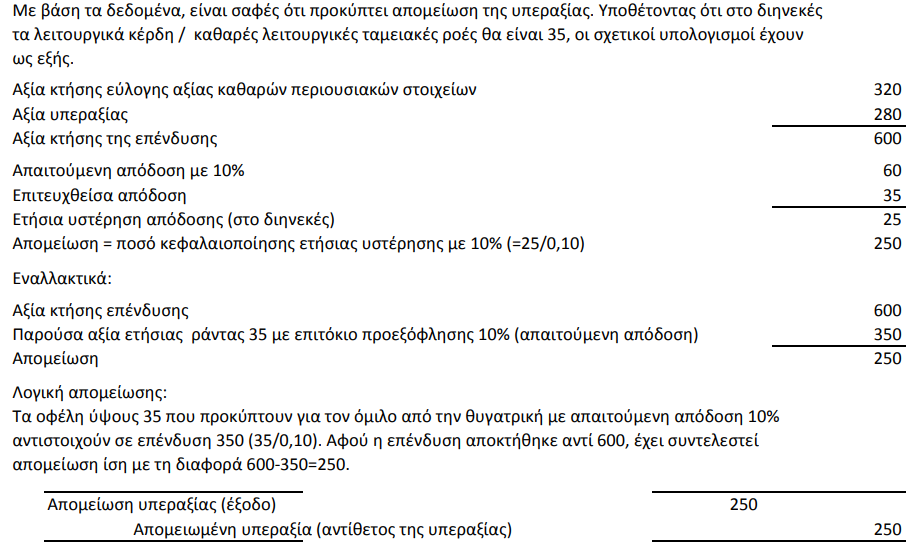 Με βάση τα δεδομένα, είναι σαφές ότι προκύπτει απομείωση της υπεραξίας. Υποθέτοντας ότι στο διηνεκές
τα λειτουργικά κέρδη / καθαρές λειτουργικές ταμειακές ροές θα είναι 35, οι σχετικοί υπολογισμοί έχουν
ως εξής.
Αξία κτήσης εύλογης αξίας καθαρών περιουσιακών στοιχείων 320
Αξία υπεραξίας 280
Αξία κτήσης της επένδυσης 600
Απαιτούμενη απόδοση με 10% 60
Επιτευχθείσα απόδοση 35
Ετήσια υστέρηση απόδοσης (στο διηνεκές) 25
Απομείωση = ποσό κεφαλαιοποίησης ετήσιας υστέρησης με 10% (=25/0,10) 250
Εναλλακτικά:
Αξία κτήσης επένδυσης 600
Παρούσα αξία ετήσιας ράντας 35 με επιτόκιο προεξόφλησης 10% (απαιτούμενη απόδοση) 350
Απομείωση 250
Λογική απομείωσης:
Τα οφέλη ύψους 35 που προκύπτουν για τον όμιλο από την θυγατρική με απαιτούμενη απόδοση 10%
αντιστοιχούν σε επένδυση 350 (35/0,10). Αφού η επένδυση αποκτήθηκε αντί 600, έχει συντελεστεί
απομείωση ίση με τη διαφορά 600-350=250.
Απομείωση υπεραξίας (έξοδο) 250
Απομειωμένη υπεραξία (αντίθετος της υπεραξίας) 250